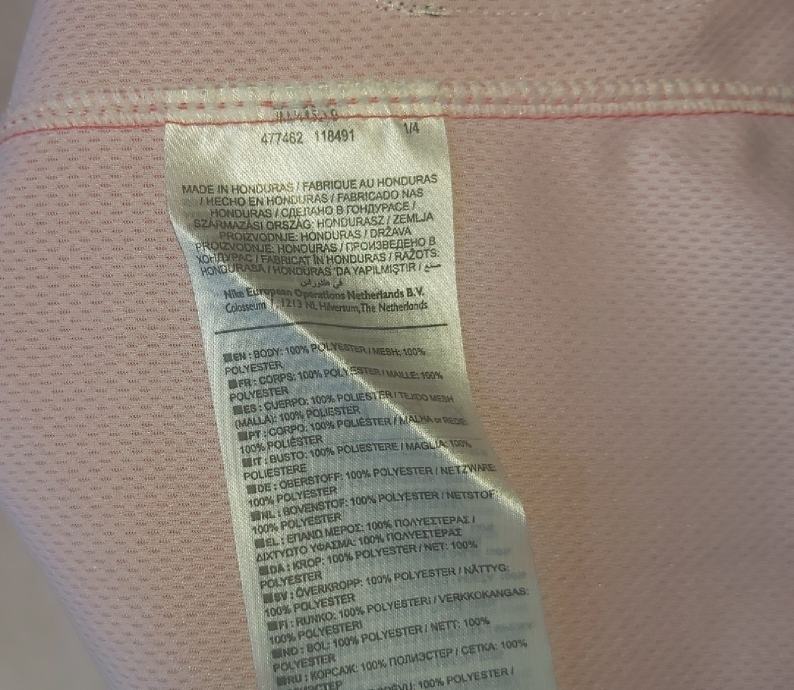 477462 118491 1/4
MADE IN HONDURAS / FABRIQUE AU HONDURAS
/ HECHO EN HONDURAS / FABRICADO NAS
HONDURAS / СДЕЛАНО В ГОНДУРАСЕ /
SZÁRMAZÁSI ORSZÁG: HONDURASZ / ZEMLJA
PROIZVODNJE: HONDURAS / DRŽAVA
PROIZVODNJE: HONDURAS / ПРОИЗВЕДЕНО В
ХОНДУРАС / FABRICAT ÎN HONDURAS / RAŽOTS:
HONDURASA / HONDURAS 'DA YAPILMIŞTIR / صنع
في هندوراس
Nike European Operations Netherlands B.V.
Colosseum 1, 1213 NL Hilversum, The Netherlands
EN : BODY: 100% POLYESTER / MESH: 100%
POLYESTER
FR : CORPS: 100% POLYESTER / MAILLE: 100%
POLYESTER
ES : CUERPO: 100% POLIESTER / TEJIDO MESH
(MALLA): 100% POLIESTER
PT : CORPO: 100% POLIÉSTER / MALHA or REDE:
100% POLIÉSTER
IT : BUSTO: 100% POLIESTERE / MAGLIA: 100%
POLIESTERE
DE : OBERSTOFF: 100% POLYESTER / NETZWARE:
100% POLYESTER
NL : BOVENSTOF: 100% POLYESTER / NETSTOF:
100% POLYESTER
EL : ΕΠΑΝΩ ΜΕΡΟΣ: 100% ΠΟΛΥΕΣΤΕΡΑΣ /
ΔΙΧΤΥΩΤΟ ΥΦΑΣΜΑ: 100% ΠΟΛΥΕΣΤΕΡΑΣ
DA : KROP: 100% POLYESTER / NET: 100%
POLYESTER
SV : ÖVERKROPP: 100% POLYESTER / NÄTTYG:
100% POLYESTER
FI : RUNKO: 100% POLYESTERI / VERKKOKANGAS:
100% POLYESTERI
NO : BOL: 100% POLYESTER / NETT: 100%
POLYESTER
RU : КОРСАЖ: 100% ПОЛИЭСТЕР / СЕТКА: 100%
100% POLYESTER /